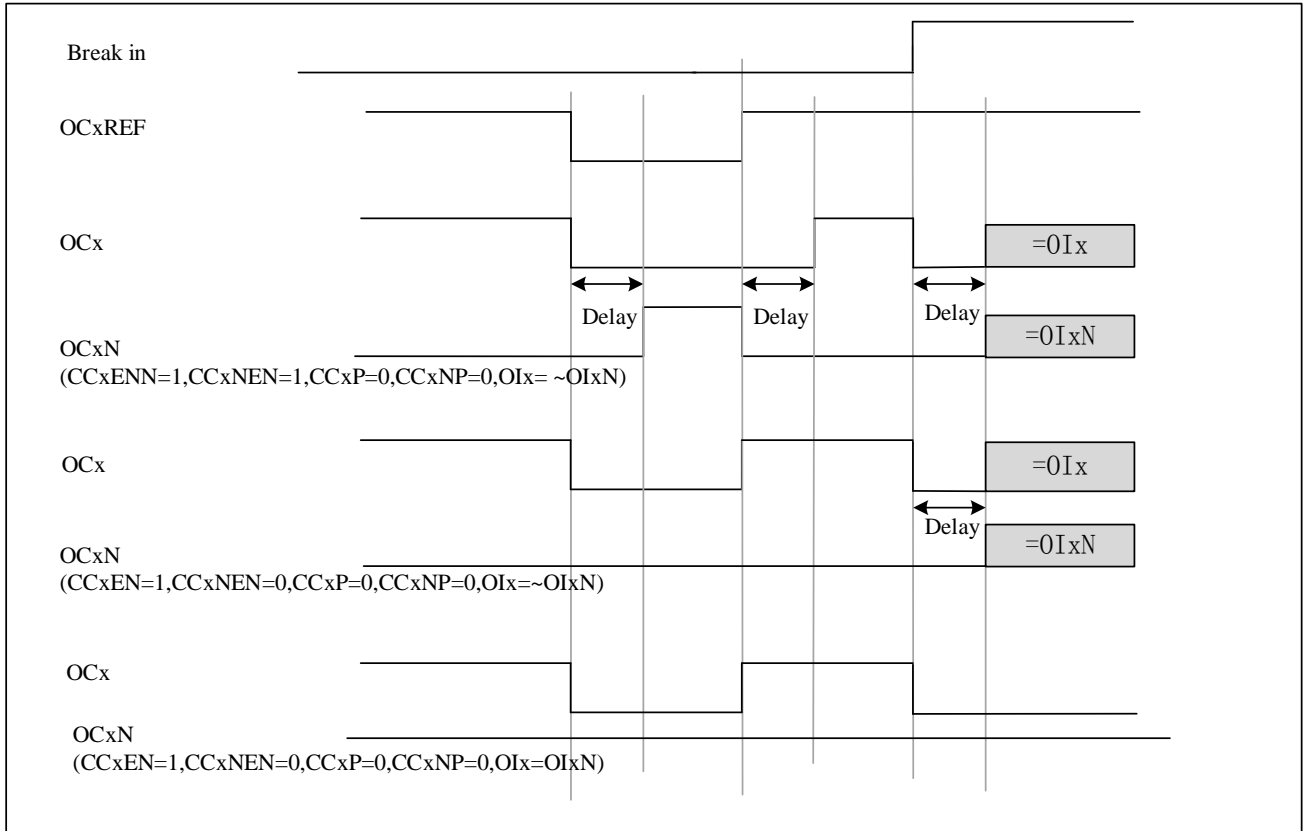 Break in
OCxREF
OCx
=OIx
Delay
Delay
Delay
=OIxN
OCxN
(CCxENN=1,CCxNEN=1,CCxP=0,CCxNP=0,OIx= ~OIxN)
OCx
=OIx
Delay
=OIxN
OCxN
(CCxEN=1,CCxNEN=0,CCxP=0,CCxNP=0,OIx=~OIxN)
OCx
OCxN
(CCxEN=1,CCxNEN=0,CCxP=0,CCxNP=0,OIx=OIxN)